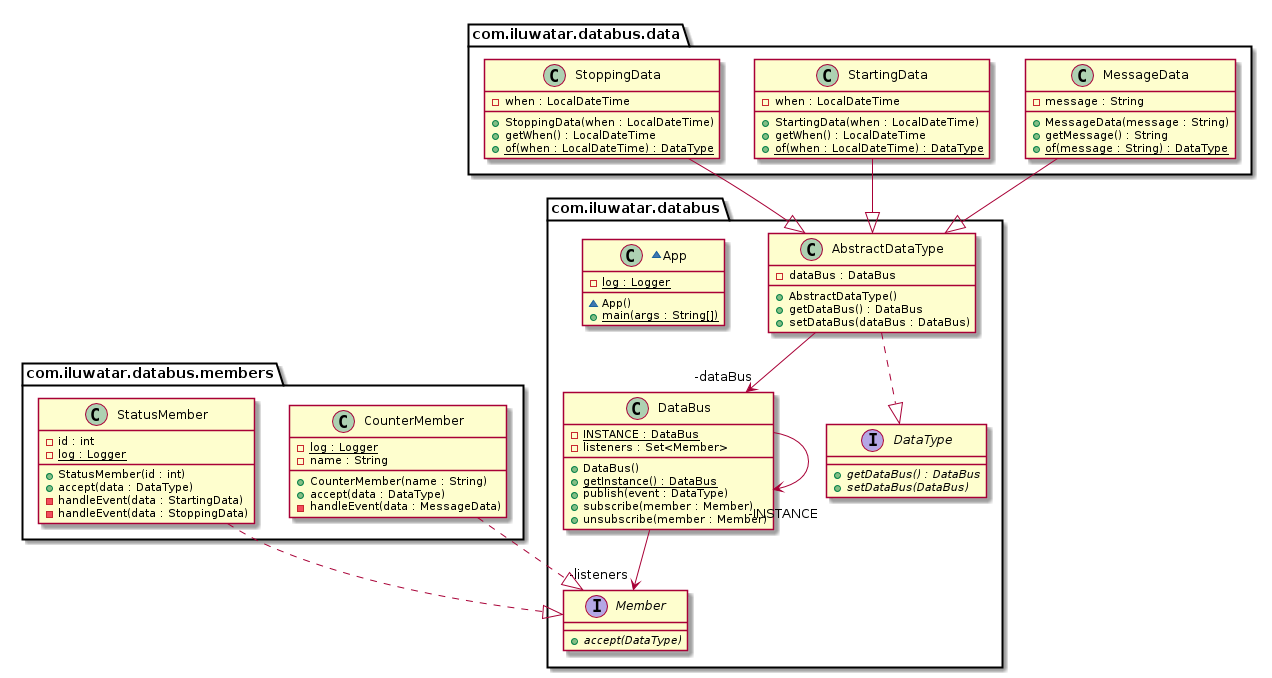 com.iluwatar.databus.data
C StoppingData
when : LocalDateTime
StoppingData(when : LocalDateTime)
getWhen() : LocalDateTime
of(when : LocalDateTime) : DataType
C StartingData
when : LocalDateTime
StartingData(when : LocalDateTime)
getWhen() : LocalDateTime
of(when : LocalDateTime) : DataType
C MessageData
message : String
MessageData(message : String)
getMessage() : String
of(message : String) : DataType
com.iluwatar.databus
C App
log : Logger
App()
main(args : String[])
C AbstractDataType
dataBus : DataBus
AbstractDataType()
getDataBus() : DataBus
setDataBus(dataBus : DataBus)
-dataBus
com.iluwatar.databus.members
C StatusMember
id : int
log : Logger
StatusMember(id : int)
accept(data : DataType)
handleEvent(data : StartingData)
handleEvent(data : StoppingData)
C CounterMember
log : Logger
name : String
CounterMember(name : String)
accept(data : DataType)
handleEvent(data : MessageData)
C DataBus
INSTANCE : DataBus
listeners : Set<Member>
DataBus()
getInstance() : DataBus
publish(event : DataType)
subscribe(member : Member)
unsubscribe(member : Member)
-INSTANCE
I DataType
getDataBus() : DataBus
setDataBus(DataBus)
-listeners
I Member
accept(DataType)